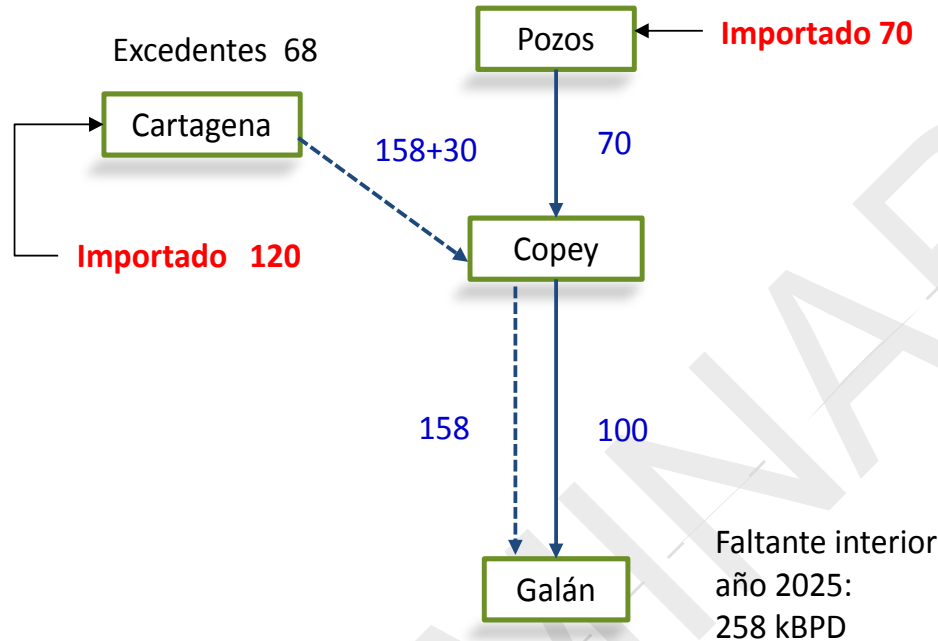 Excedentes 68
Pozos
Importado 70
Cartagena
158+30
70
Importado 120
Copey
158
100
Galán
Faltante interior
año 2025:
258 kBPD
MINAR